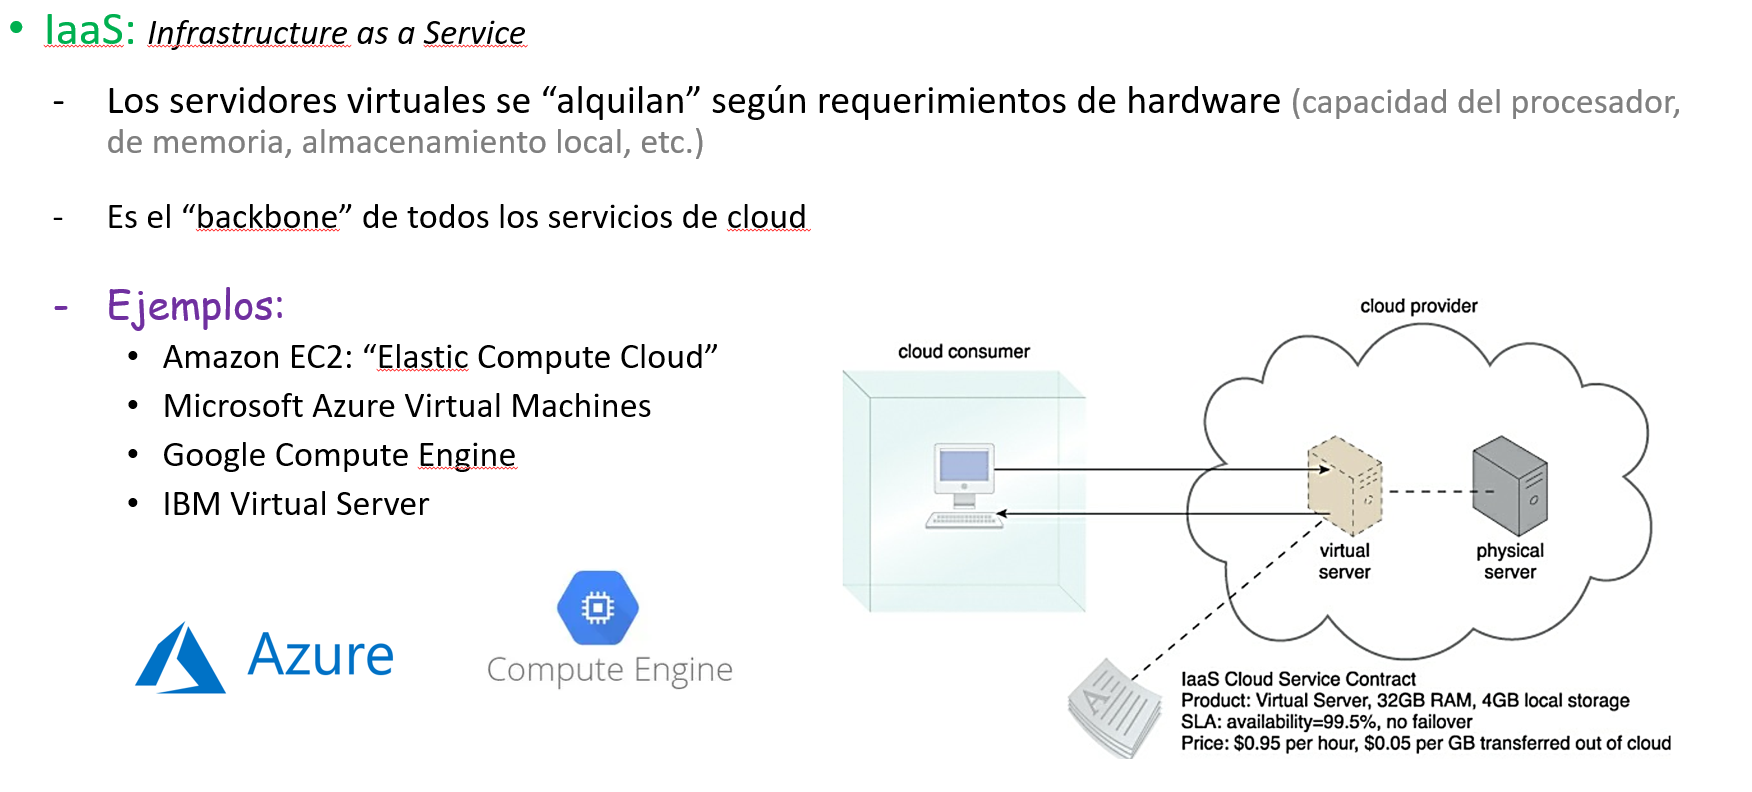 • IaaS: Infrastructure as a Service
- Los servidores virtuales se “alquilan” según requerimientos de hardware (capacidad del procesador,
de memoria, almacenamiento local, etc.)
- Es el “backbone” de todos los servicios de cloud
- Ejemplos:
• Amazon EC2: “Elastic Compute Cloud”
• Microsoft Azure Virtual Machines
• Google Compute Engine
• IBM Virtual Server
Azure
Compute Engine
cloud provider
cloud consumer
virtual
server
physical
server
A
IaaS Cloud Service Contract
Product: Virtual Server, 32GB RAM, 4GB local storage
SLA: availability=99.5%, no failover
Price: $0.95 per hour, $0.05 per GB transferred out of cloud